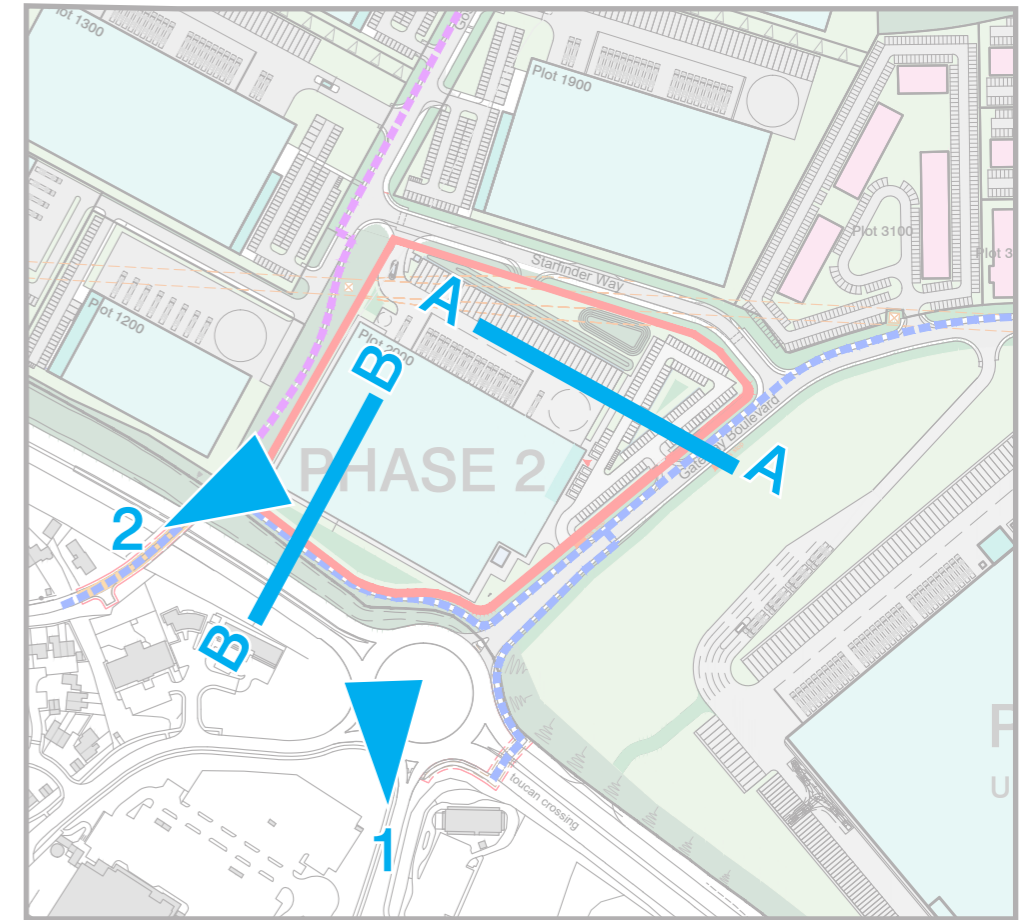 Plot 1300
Plot 1900
Plot 3100
Plot 3
Starfinder Way
Plot 1200
A
Plot 2000
B
PHASE 2
Boulevard
A
2
B
P
U
toucan crossing
1